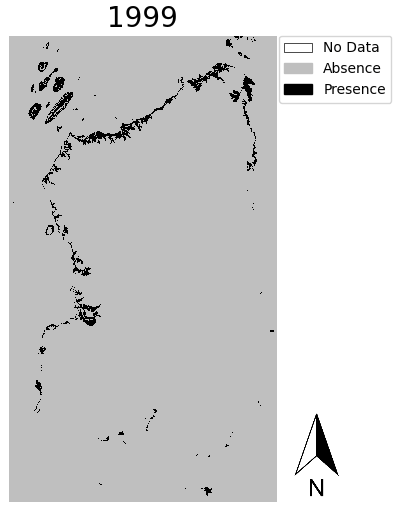 1999
No Data
Absence
Presence
N